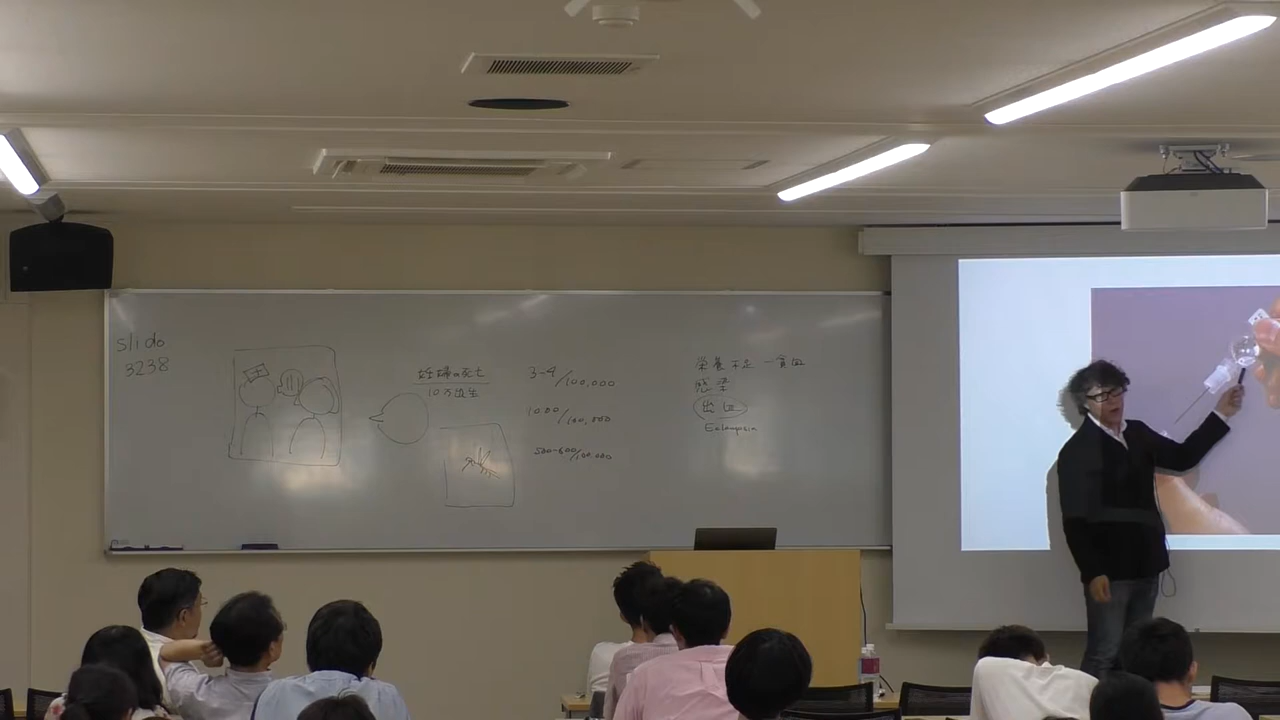 slido
3238
妊婦の死亡
10万出生
3-4/100,000
1000/100,000
500-600/100,000
栄養不足 - 貧血
感染
出血
Eclampsia